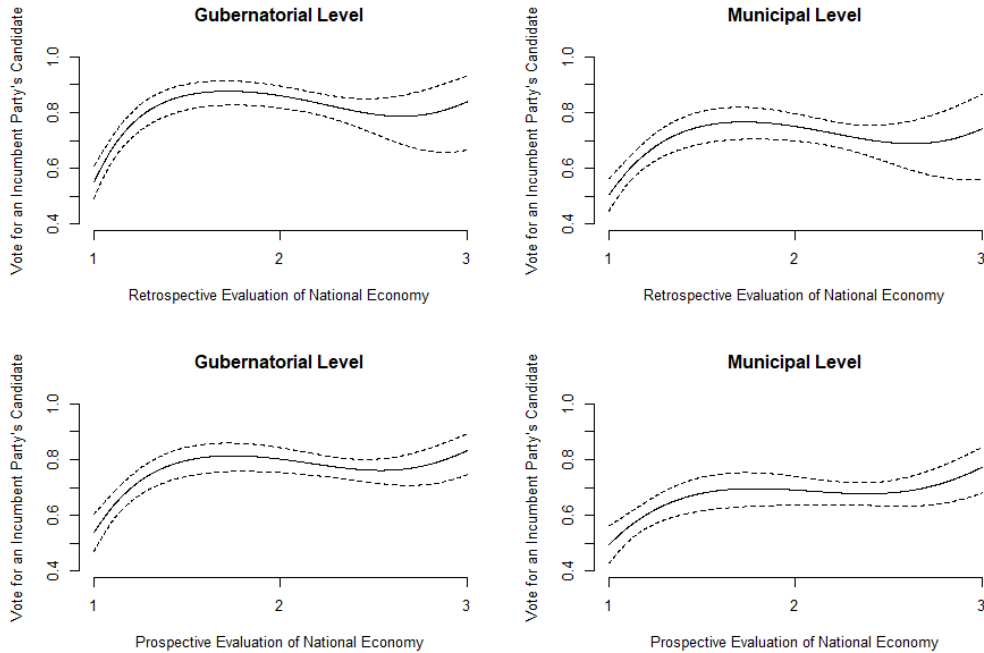 Gubernatorial Level
Vote for an Incumbent Party's Candidate
1.0
0.8
0.6
0.4
1 2 3
Retrospective Evaluation of National Economy
Municipal Level
Vote for an Incumbent Party's Candidate
1.0
0.8
0.6
0.4
1 2 3
Retrospective Evaluation of National Economy
Gubernatorial Level
Vote for an Incumbent Party's Candidate
1.0
0.8
0.6
0.4
1 2 3
Prospective Evaluation of National Economy
Municipal Level
Vote for an Incumbent Party's Candidate
1.0
0.8
0.6
0.4
1 2 3
Prospective Evaluation of National Economy